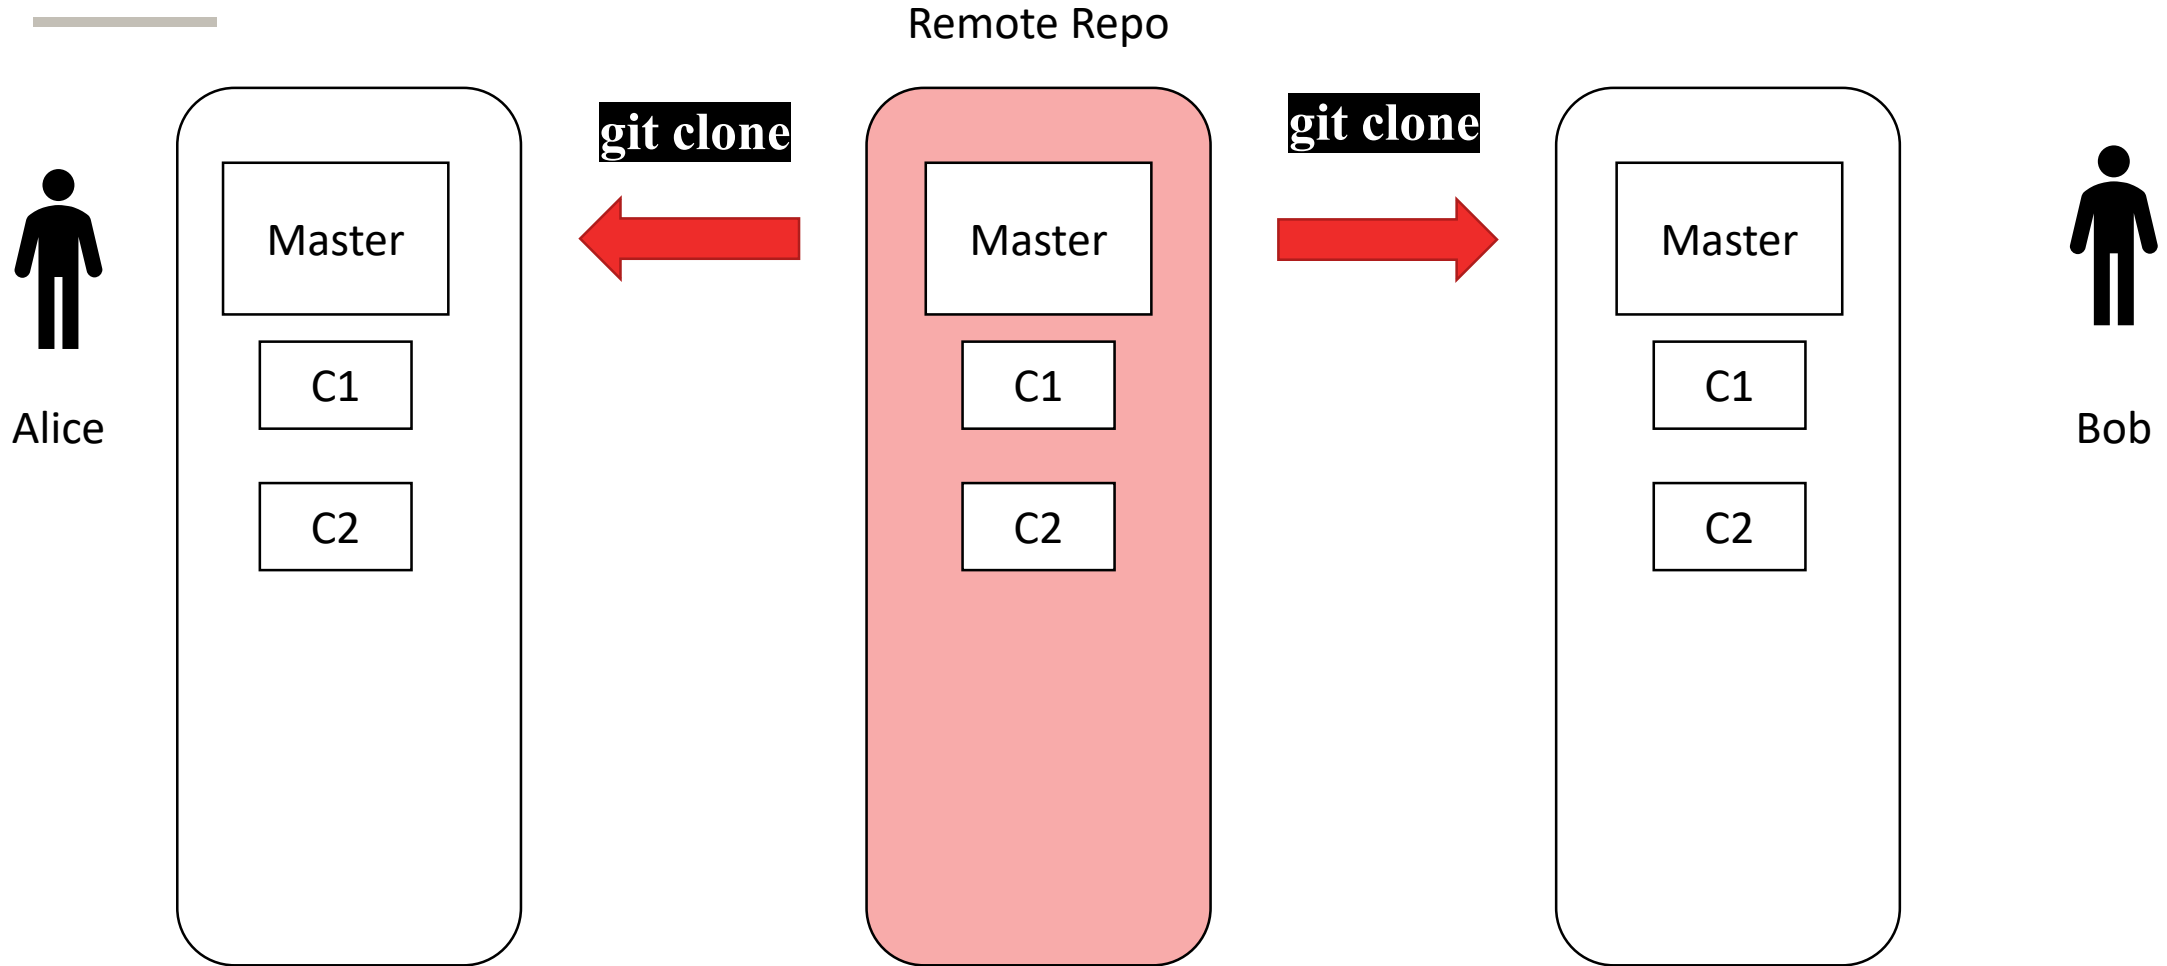 Remote Repo
git clone
git clone
Master
Master
Master
C1
C1
C1
Alice
Bob
C2
C2
C2